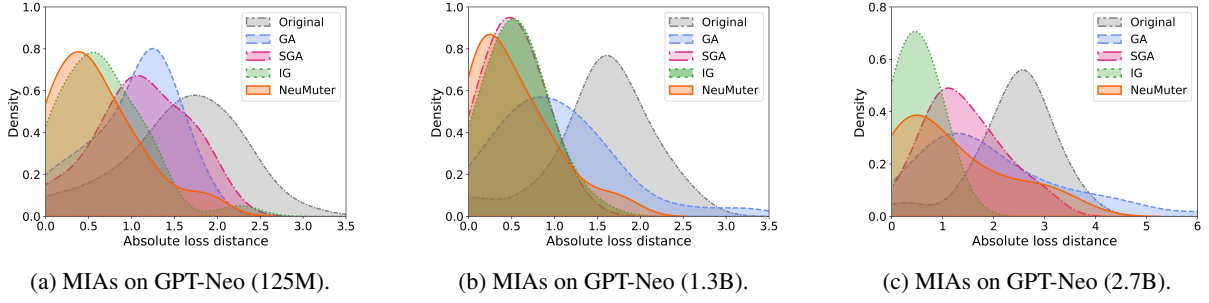 1.0
0.8
0.6
0.4
0.2
0.0
Density
0.0 0.5 1.0 1.5 2.0 2.5 3.0 3.5
Absolute loss distance
Original
GA
SGA
IG
NeuMuter
(a) MIAs on GPT-Neo (125M).
1.0
0.8
0.6
0.4
0.2
0.0
Density
0.0 0.5 1.0 1.5 2.0 2.5 3.0 3.5
Absolute loss distance
Original
GA
SGA
IG
NeuMuter
(b) MIAs on GPT-Neo (1.3B).
0.8
0.6
0.4
0.2
0.0
Density
0 1 2 3 4 5 6
Absolute loss distance
Original
GA
SGA
IG
NeuMuter
(c) MIAs on GPT-Neo (2.7B).